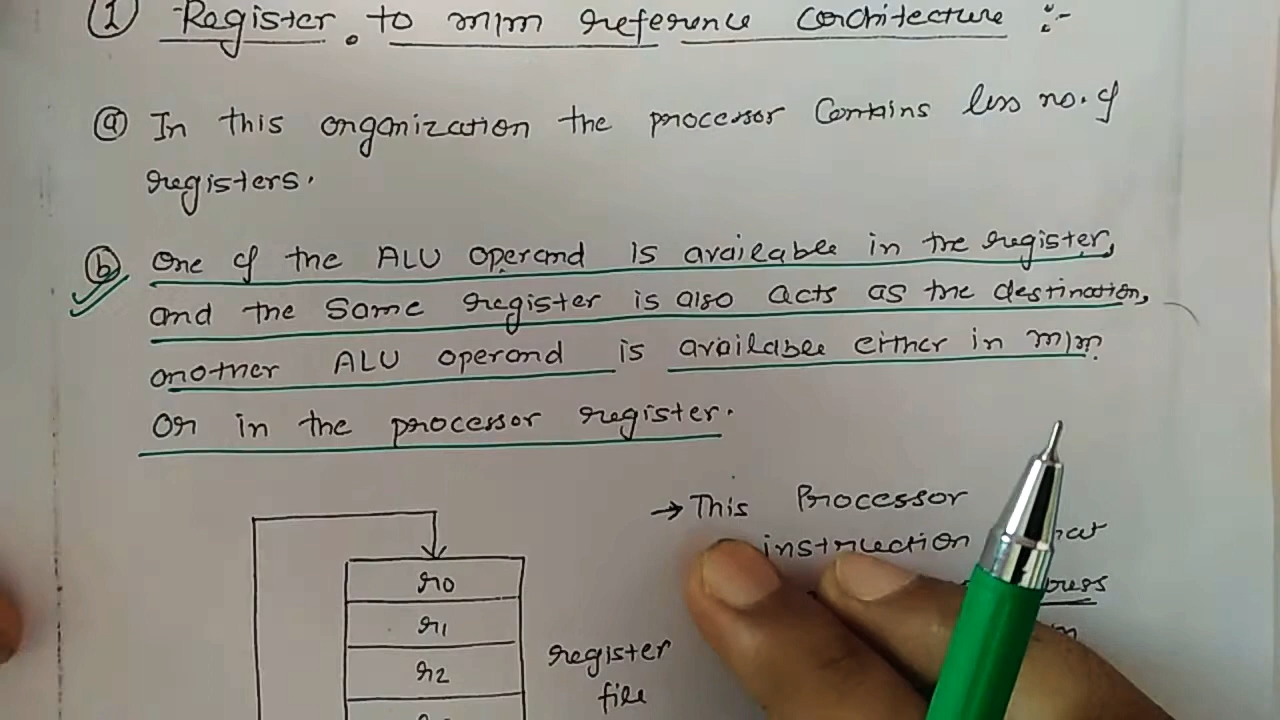 ① Register to m/m reference architecture :-
ⓐ In this organization the processor contains less no. of
registers.
ⓑ One of the ALU operand is available in the register,
and the same register is also acts as the destination,
another ALU operand is available either in m/m.
or in the processor register.
→ This Processor
instruction
r0
r1
r2
register
file